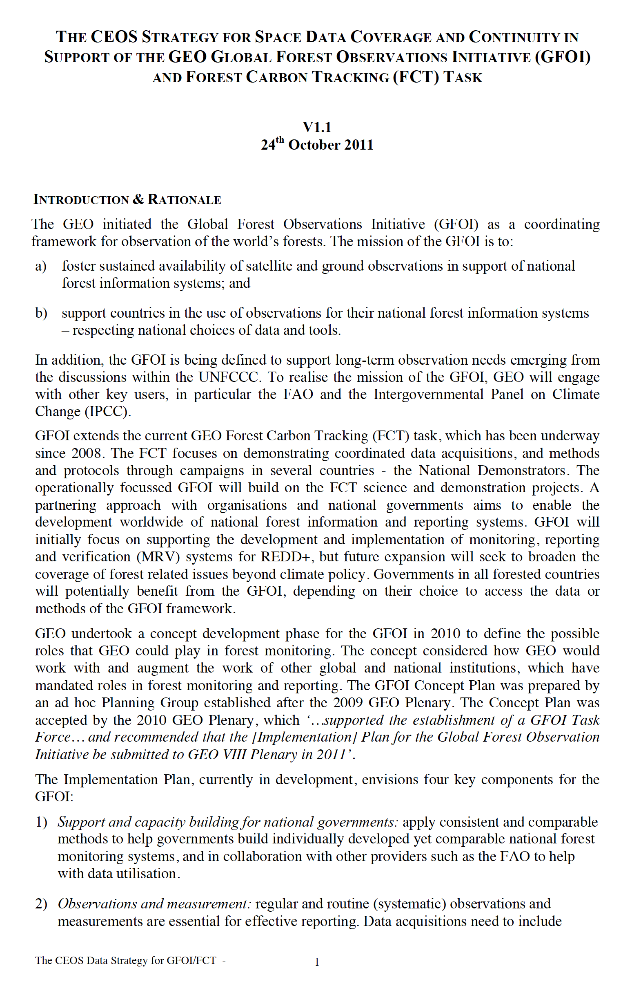 THE CEOS STRATEGY FOR SPACE DATA COVERAGE AND CONTINUITY IN
SUPPORT OF THE GEO GLOBAL FOREST OBSERVATIONS INITIATIVE (GFOI)
AND FOREST CARBON TRACKING (FCT) TASK
V1.1
24th October 2011
INTRODUCTION & RATIONALE
The GEO initiated the Global Forest Observations Initiative (GFOI) as a coordinating
framework for observation of the world's forests. The mission of the GFOI is to:
a) foster sustained availability of satellite and ground observations in support of national
forest information systems; and
b) support countries in the use of observations for their national forest information systems
– respecting national choices of data and tools.
In addition, the GFOI is being defined to support long-term observation needs emerging from
the discussions within the UNFCCC. To realise the mission of the GFOI, GEO will engage
with other key users, in particular the FAO and the Intergovernmental Panel on Climate
Change (IPCC).
GFOI extends the current GEO Forest Carbon Tracking (FCT) task, which has been underway
since 2008. The FCT focuses on demonstrating coordinated data acquisitions, and methods
and protocols through campaigns in several countries - the National Demonstrators. The
operationally focussed GFOI will build on the FCT science and demonstration projects. A
partnering approach with organisations and national governments aims to enable the
development worldwide of national forest information and reporting systems. GFOI will
initially focus on supporting the development and implementation of monitoring, reporting
and verification (MRV) systems for REDD+, but future expansion will seek to broaden the
coverage of forest related issues beyond climate policy. Governments in all forested countries
will potentially benefit from the GFOI, depending on their choice to access the data or
methods of the GFOI framework.
GEO undertook a concept development phase for the GFOI in 2010 to define the possible
roles that GEO could play in forest monitoring. The concept considered how GEO would
work with and augment the work of other global and national institutions, which have
mandated roles in forest monitoring and reporting. The GFOI Concept Plan was prepared by
an ad hoc Planning Group established after the 2009 GEO Plenary. The Concept Plan was
accepted by the 2010 GEO Plenary, which ‘…supported the establishment of a GFOI Task
Force… and recommended that the [Implementation] Plan for the Global Forest Observation
Initiative be submitted to GEO VIII Plenary in 2011’.
The Implementation Plan, currently in development, envisions four key components for the
GFOI:
1) Support and capacity building for national governments: apply consistent and comparable
methods to help governments build individually developed yet comparable national forest
monitoring systems, and in collaboration with other providers such as the FAO to help
with data utilisation.
2) Observations and measurement: regular and routine (systematic) observations and
measurements are essential for effective reporting. Data acquisitions need to include
The CEOS Data Strategy for GFOI/FCT - 1